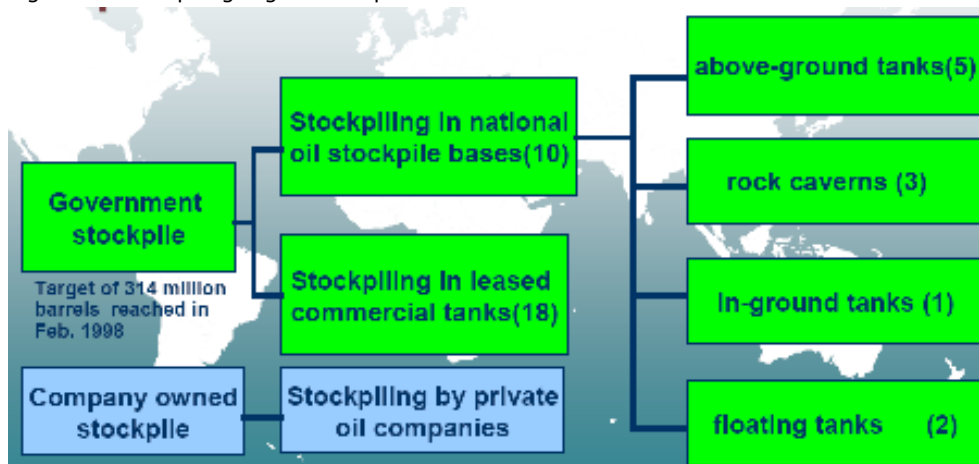 above-ground tanks(5)
Stockpiling in national
oil stockpile bases(10)
rock caverns (3)
Government
stockpile
Target of 314 million
barrels reached in
Feb. 1998
Stockpiling in leased
commercial tanks(18)
in-ground tanks (1)
Company owned
stockpile
Stockpiling by private
oil companies
floating tanks (2)